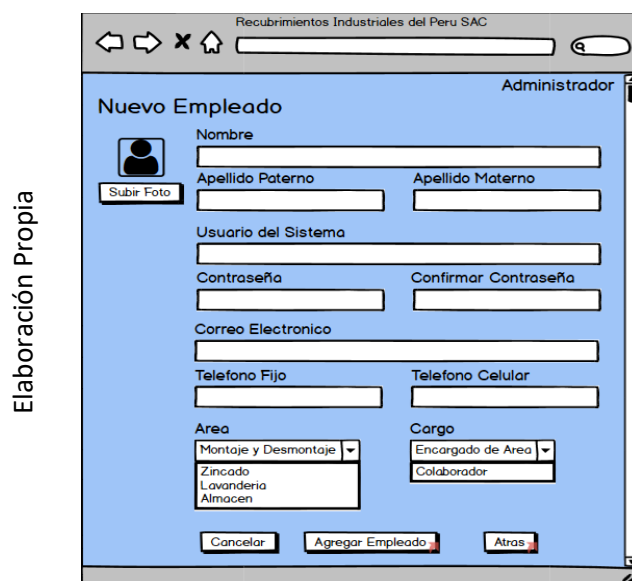 Elaboración Propia
Recubrimientos Industriales del Peru SAC
Administrador
Nuevo Empleado
Subir Foto
Nombre
Apellido Paterno
Apellido Materno
Usuario del Sistema
Contraseña
Confirmar Contraseña
Correo Electronico
Telefono Fijo
Telefono Celular
Area
Montaje y Desmontaje
Zincado
Lavanderia
Almacen
Cargo
Encargado de Area
Colaborador
Cancelar
Agregar Empleado
Atras